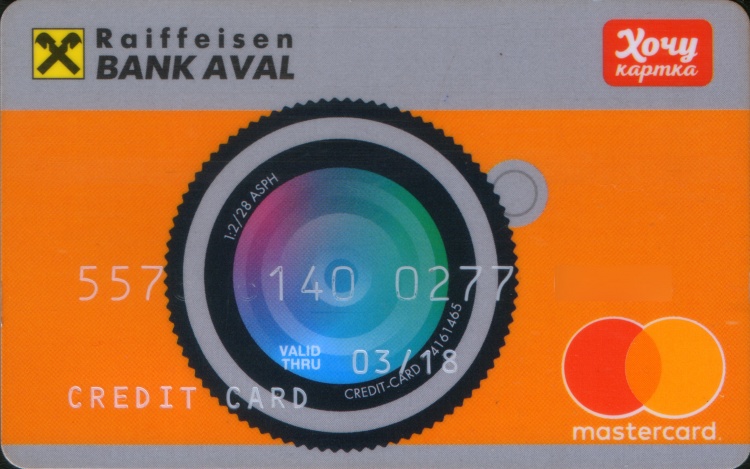 Raiffeisen
BANK AVAL
Хочу
картка
1:2/28 ASPH
557 140 0277
VALID
THRU 03/18
CREDIT-CARD
CREDIT CARD
mastercard.